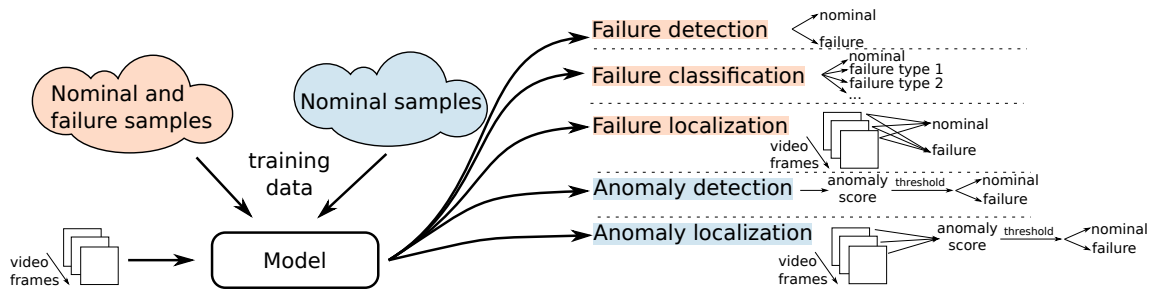 Nominal and
failure samples
Nominal samples
training
data
video
frames
Model
Failure detection
nominal
failure
Failure classification
nominal
failure type 1
failure type 2
...
Failure localization
video
frames
nominal
failure
Anomaly detection
anomaly
score
threshold
nominal
failure
Anomaly localization
video
frames
anomaly
score
threshold
nominal
failure